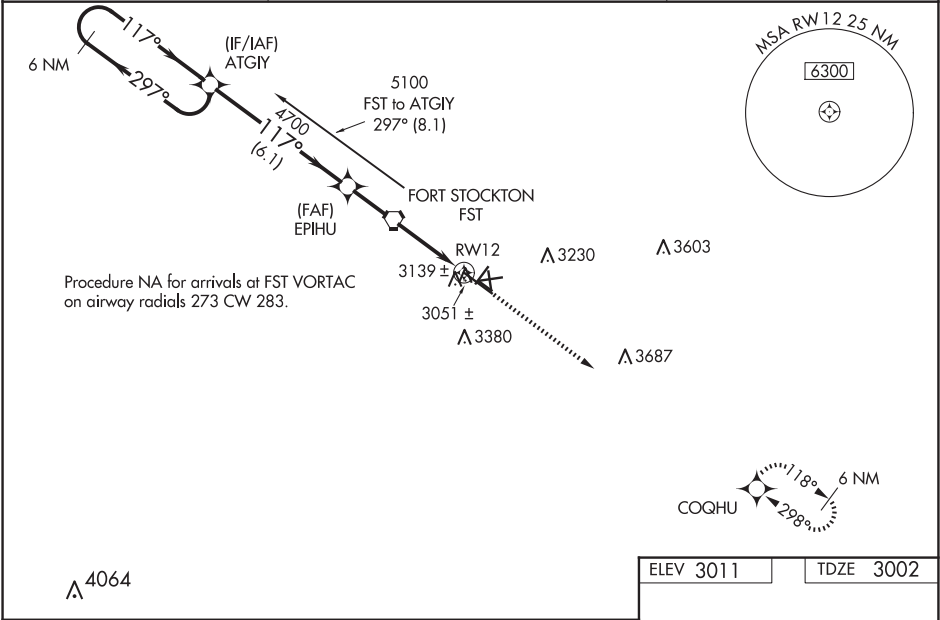 117°
6 NM
297°
(IF/IAF)
ATGIY
5100
FST to ATGIY
297° (8.1)
4700
117°
(6.1)
(FAF)
EPIHU
FORT STOCKTON
FST
MSA RW12 25 NM
6300
RW12
3139 ±
3051 ±
3230
3603
3380
3687
Procedure NA for arrivals at FST VORTAC
on airway radials 273 CW 283.
118°
6 NM
298°
COQHU
4064
ELEV 3011
TDZE 3002